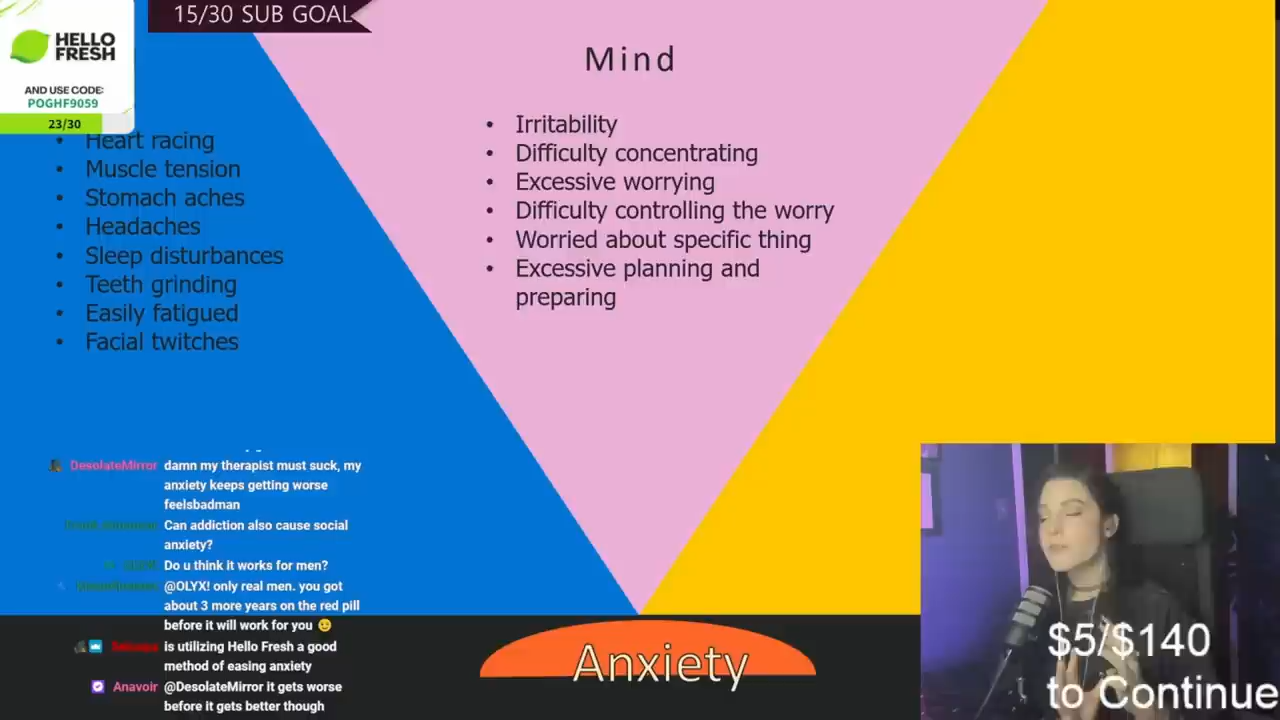 15/30 SUB GOAL
HELLO
FRESH
AND USE CODE:
POGHF9059
23/30
Mind
• Heart racing
• Muscle tension
• Stomach aches
• Headaches
• Sleep disturbances
• Teeth grinding
• Easily fatigued
• Facial twitches
• Irritability
• Difficulty concentrating
• Excessive worrying
• Difficulty controlling the worry
• Worried about specific thing
• Excessive planning and
preparing
DesolateMirror damn my therapist must suck, my
anxiety keeps getting worse
feelsbadman
Can addiction also cause social
anxiety?
Do u think it works for men?
@OLYX! only real men. you got
about 3 more years on the red pill
before it will work for you
is utilizing Hello Fresh a good
method of easing anxiety
Anavoir @DesolateMirror it gets worse
before it gets better though
Anxiety
$5/$140
to Continue